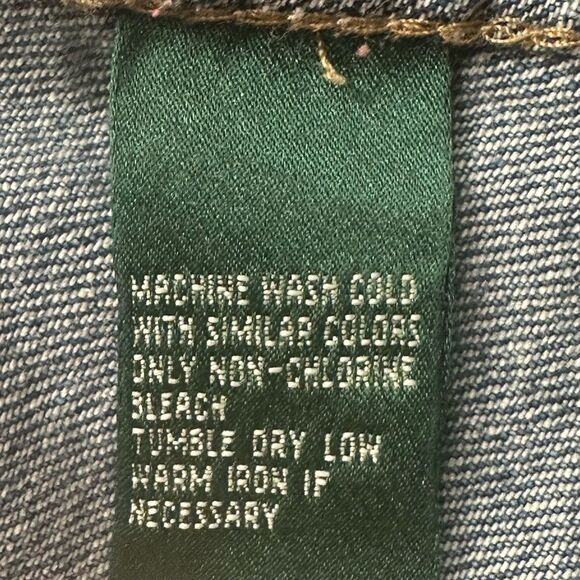 MACHINE WASH COLD
WITH SIMILAR COLORS
ONLY NON-CHLORINE
BLEACH
TUMBLE DRY LOW
WARM IRON IF
NECESSARY